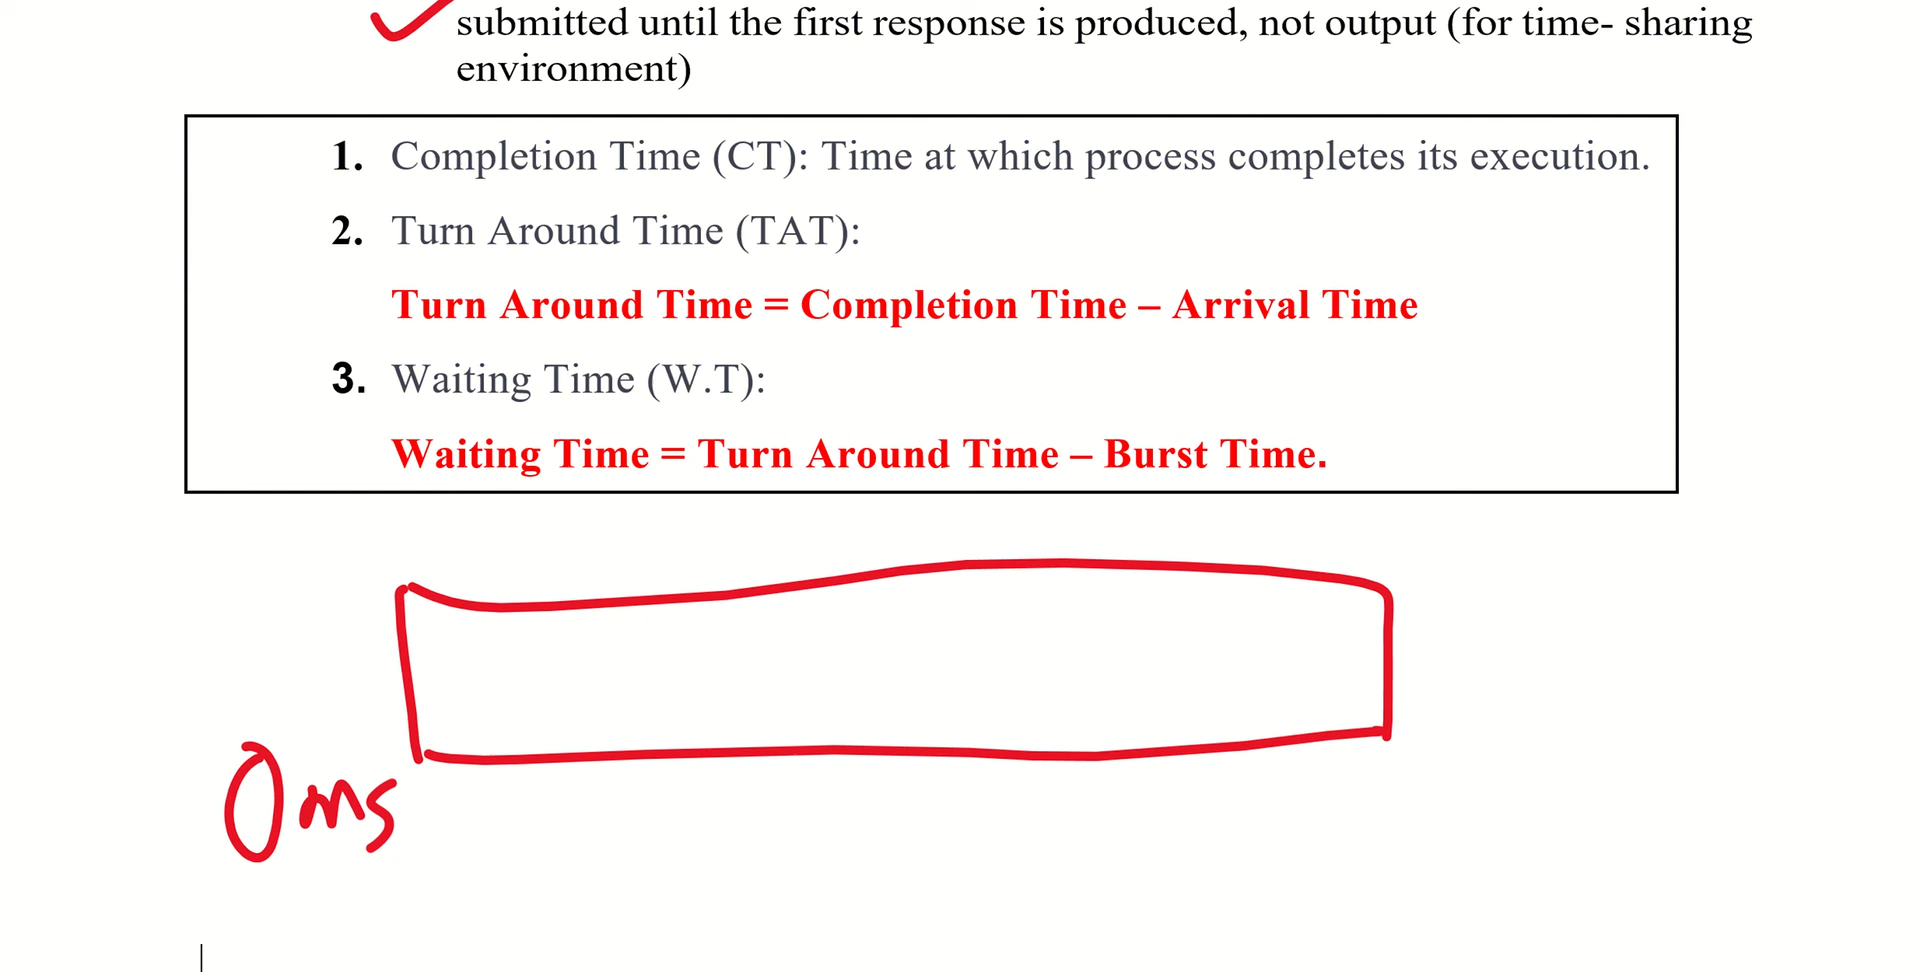 submitted until the first response is produced, not output (for time- sharing
environment)
1. Completion Time (CT): Time at which process completes its execution.
2. Turn Around Time (TAT):
Turn Around Time = Completion Time – Arrival Time
3. Waiting Time (W.T):
Waiting Time = Turn Around Time – Burst Time.
0ms